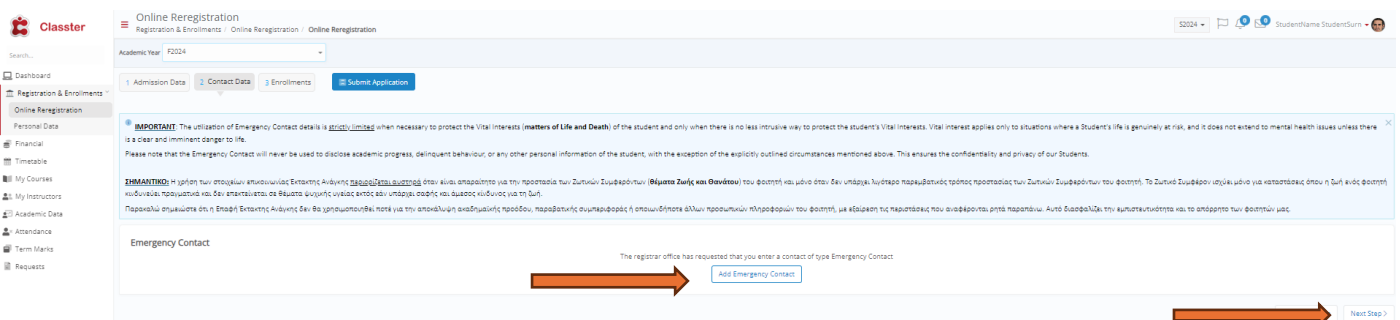 Classter
Online Reregistration
Registration & Enrollments / Online Reregistration / Online Reregistration
S2024
StudentName StudentSurn
Search...
Academic Year F2024
Dashboard
Registration & Enrollments
Online Reregistration
Personal Data
Financial
Timetable
My Courses
My Instructors
Academic Data
Attendance
Term Marks
Requests
1 Admission Data 2 Contact Data 3 Enrollments Submit Application
IMPORTANT: The utilization of Emergency Contact details is strictly limited when necessary to protect the Vital Interests (matters of Life and Death) of the student and only when there is no less intrusive way to protect the student's Vital Interests. Vital interest applies only to situations where a Student's life is genuinely at risk, and it does not extend to mental health issues unless there
is a clear and imminent danger to life.
Please note that the Emergency Contact will never be used to disclose academic progress, delinquent behaviour, or any other personal information of the student, with the exception of the explicitly outlined circumstances mentioned above. This ensures the confidentiality and privacy of our Students.
ΣΗΜΑΝΤΙΚΟ: Η χρήση των στοιχείων επικοινωνίας Έκτακτης Ανάγκης περιορίζεται αυστηρά όταν είναι απαραίτητο για την προστασία των Ζωτικών Συμφερόντων (θέματα Ζωής και Θανάτου) του φοιτητή και μόνο όταν δεν υπάρχει λιγότερο παρεμβατικός τρόπος προστασίας των Ζωτικών Συμφερόντων του φοιτητή. Το Ζωτικό Συμφέρον ισχύει μόνο για καταστάσεις όπου η ζωή ενός φοιτητή
κινδυνεύει πραγματικά και δεν επεκτείνεται σε θέματα ψυχικής υγείας εκτός εάν υπάρχει σαφής και άμεσος κίνδυνος για τη ζωή.
Παρακαλώ σημειώστε ότι η Επαφή Έκτακτης Ανάγκης δεν θα χρησιμοποιηθεί ποτέ για την αποκάλυψη ακαδημαϊκής προόδου, παραβατικής συμπεριφοράς ή οποιωνδήποτε άλλων προσωπικών πληροφοριών του φοιτητή, με εξαίρεση τις περιστάσεις που αναφέρονται ρητά παραπάνω. Αυτό διασφαλίζει την εμπιστευτικότητα και το απόρρητο των φοιτητών μας.
Emergency Contact
The registrar office has requested that you enter a contact of type Emergency Contact
Add Emergency Contact
Next Step >